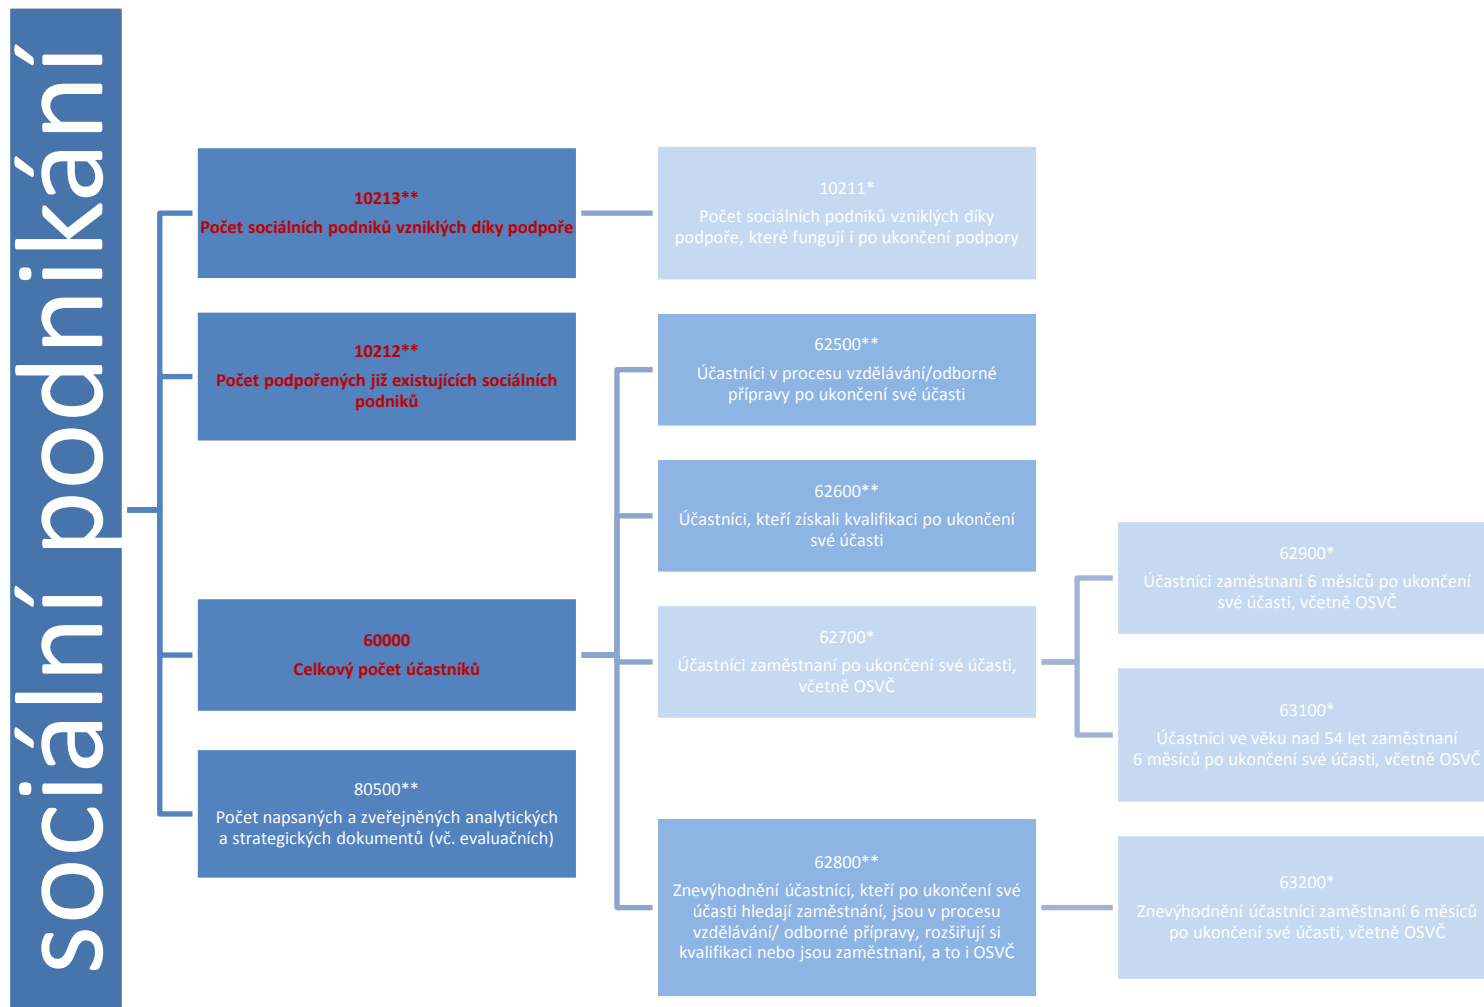 sociální podnikání
10213**
Počet sociálních podniků vzniklých díky podpoře
10211*
Počet sociálních podniků vzniklých díky
podpoře, které fungují i po ukončení podpory
10212**
Počet podpořených již existujících sociálních
podniků
62500**
Účastníci v procesu vzdělávání/odborné
přípravy po ukončení své účasti
62600**
Účastníci, kteří získali kvalifikaci po ukončení
své účasti
60000
Celkový počet účastníků
62700*
Účastníci zaměstnaní po ukončení své účasti,
včetně OSVČ
62900*
Účastníci zaměstnaní 6 měsíců po ukončení
své účasti, včetně OSVČ
63100*
Účastníci ve věku nad 54 let zaměstnaní
6 měsíců po ukončení své účasti, včetně OSVČ
80500**
Počet napsaných a zveřejněných analytických
a strategických dokumentů (vč. evaluačních)
62800**
Znevýhodnění účastníci, kteří po ukončení své
účasti hledají zaměstnání, jsou v procesu
vzdělávání/ odborné přípravy, rozšiřují si
kvalifikaci nebo jsou zaměstnaní, a to i OSVČ
63200*
Znevýhodnění účastníci zaměstnaní 6 měsíců
po ukončení své účasti, včetně OSVČ